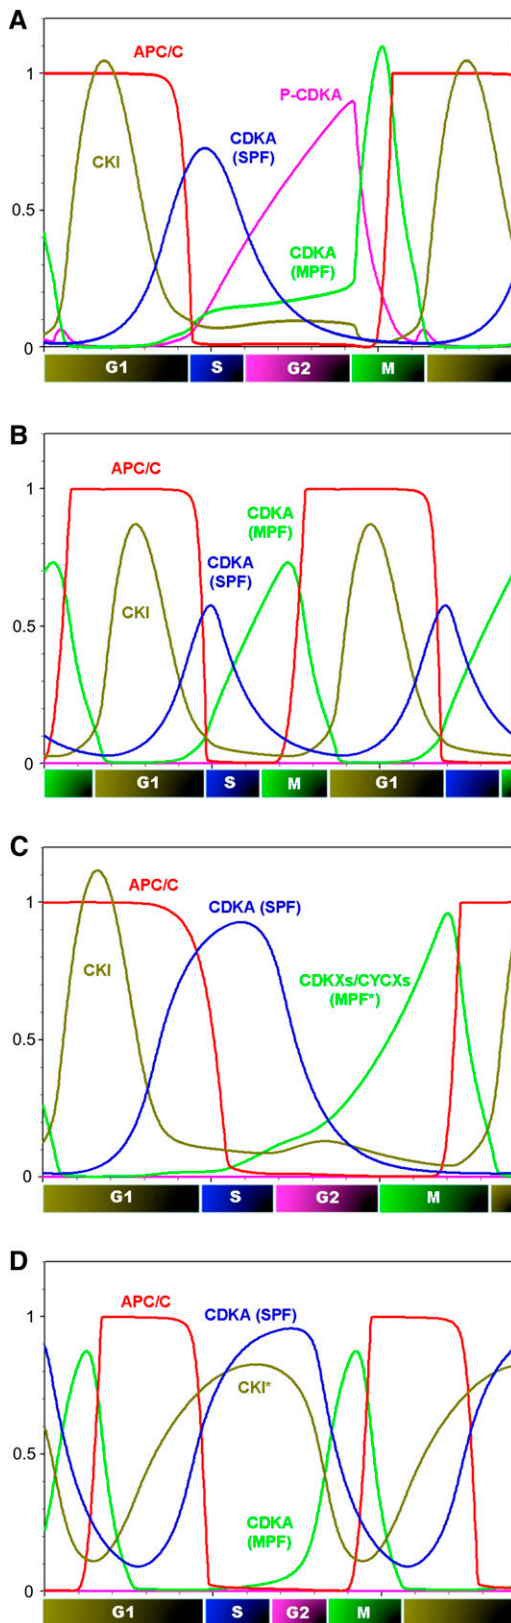 A
APC/C
P-CDKA
CDKA
(SPF)
CKI
CDKA
(MPF)
1
0.5
0
G1 S G2 M
B
APC/C
CDKA
(MPF)
CDKA
(SPF)
CKI
1
0.5
0
G1 S M G1
C
APC/C
CDKA (SPF)
CKI
CDKXs/CYCXs
(MPF*)
1
0.5
0
G1 S G2 M
D
APC/C
CDKA (SPF)
CKI*
CDKA
(MPF)
1
0.5
0
G1 S G2 M